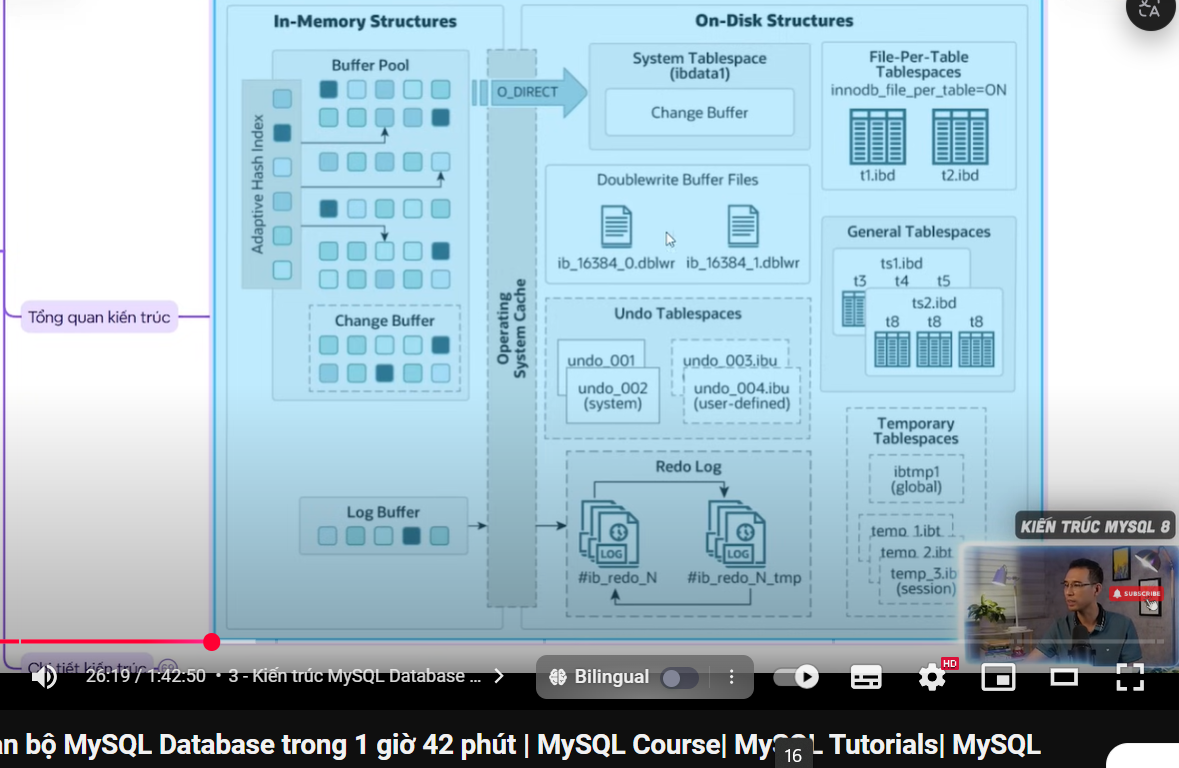 In-Memory Structures
On-Disk Structures
Buffer Pool
Adaptive Hash Index
Change Buffer
Log Buffer
Operating
System Cache
O_DIRECT
System Tablespace
(ibdata1)
Change Buffer
File-Per-Table
Tablespaces
innodb_file_per_table=ON
t1.ibd t2.ibd
Doublewrite Buffer Files
ib_16384_0.dblwr ib_16384_1.dblwr
General Tablespaces
ts1.ibd
t3 t4 t5
ts2.ibd
t8 t8 t8
Undo Tablespaces
undo_001
undo_002
(system)
undo_003.ibu
undo_004.ibu
(user-defined)
Temporary
Tablespaces
ibtmp1
(global)
temp_1.ibt
temp_2.ibt
temp_3.ib
(session)
Redo Log
LOG LOG
#ib_redo_N #ib_redo_N_tmp
Tổng quan kiến trúc
KIẾN TRÚC MYSQL 8
SUBSCRIBE
Chi tiết kiến trúc
26:19 / 1:42:50 • 3 - Kiến trúc MySQL Database ...
Bilingual
HD
àn bộ MySQL Database trong 1 giờ 42 phút | MySQL Course| MySQL Tutorials| MySQL
16